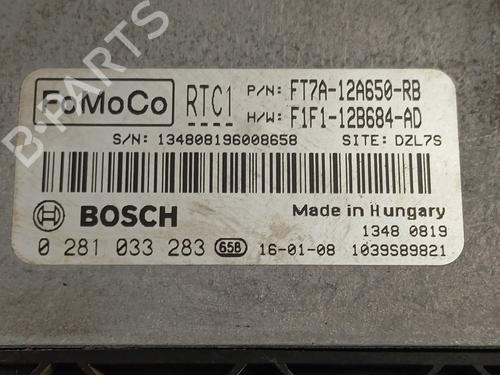 FoMoCo RTC1 P/N: FT7A-12A650-RB
H/W: F1F1-12B684-AD
S/N: 134808196008658 SITE: DZL7S
BOSCH Made in Hungary
1348 0819
0 281 033 283 65B 16-01-08 1039S89821
B-PARTS